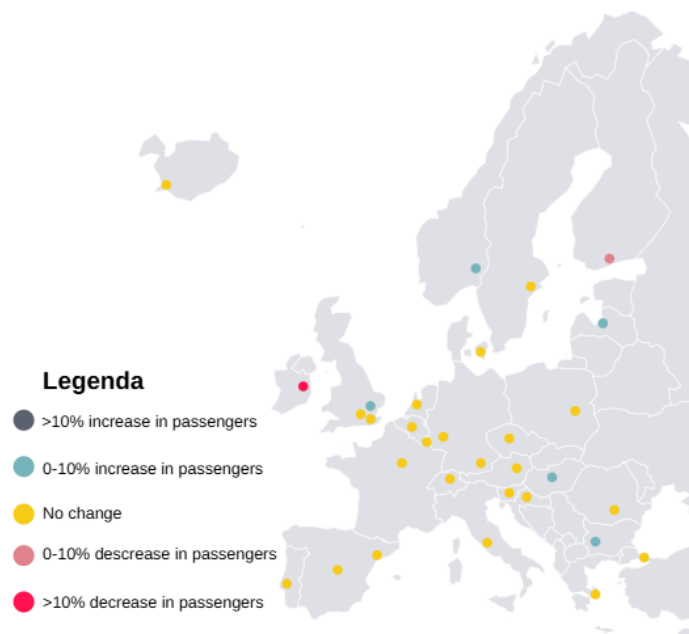 Legenda
>10% increase in passengers
0-10% increase in passengers
No change
0-10% descrease in passengers
>10% decrease in passengers